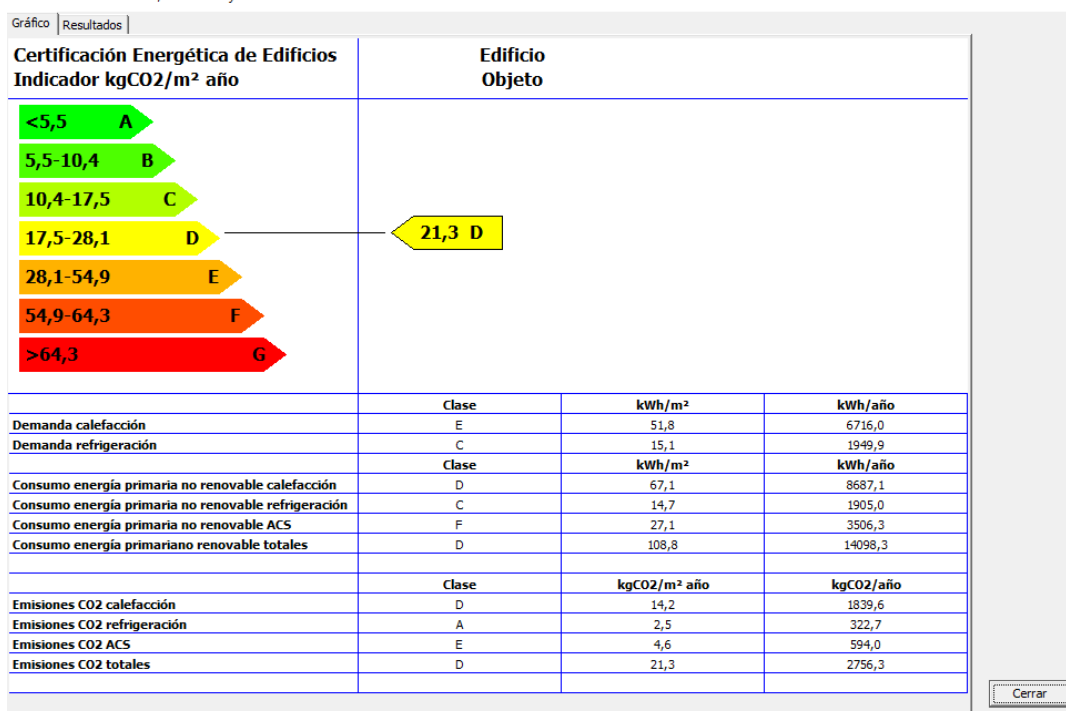 Gráfico Resultados
Certificación Energética de Edificios Edificio
Indicador kgCO2/m² año Objeto
<5,5 A
5,5-10,4 B
10,4-17,5 C
17,5-28,1 D 21,3 D
28,1-54,9 E
54,9-64,3 F
>64,3 G
Clase kWh/m² kWh/año
Demanda calefacción E 51,8 6716,0
Demanda refrigeración C 15,1 1949,9
Clase kWh/m² kWh/año
Consumo energía primaria no renovable calefacción D 67,1 8687,1
Consumo energía primaria no renovable refrigeración C 14,7 1905,0
Consumo energía primaria no renovable ACS F 27,1 3506,3
Consumo energía primariano renovable totales D 108,8 14098,3
Clase kgCO2/m² año kgCO2/año
Emisiones CO2 calefacción D 14,2 1839,6
Emisiones CO2 refrigeración A 2,5 322,7
Emisiones CO2 ACS E 4,6 594,0
Emisiones CO2 totales D 21,3 2756,3
Cerrar